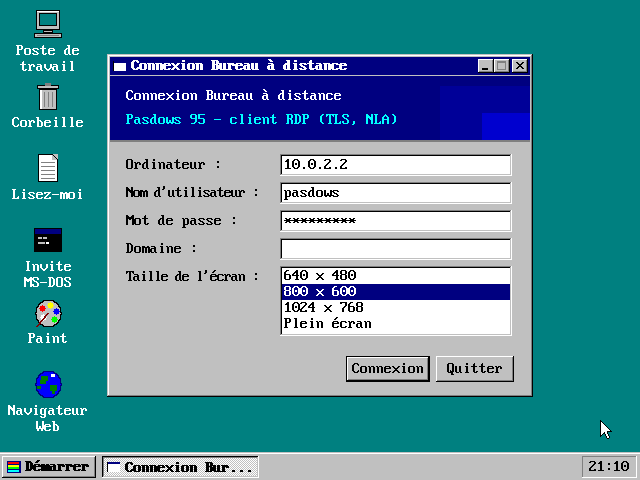 Poste de
travail
Corbeille
Lisez-moi
Invite
MS-DOS
Paint
Navigateur
Web
Connexion Bureau à distance
Connexion Bureau à distance
Pasdows 95 - client RDP (TLS, NLA)
Ordinateur : 10.0.2.2
Nom d'utilisateur : pasdows
Mot de passe : *********
Domaine :
Taille de l'écran : 640 x 480
800 x 600
1024 x 768
Plein écran
Connexion Quitter
Démarrer Connexion Bur... 21:10